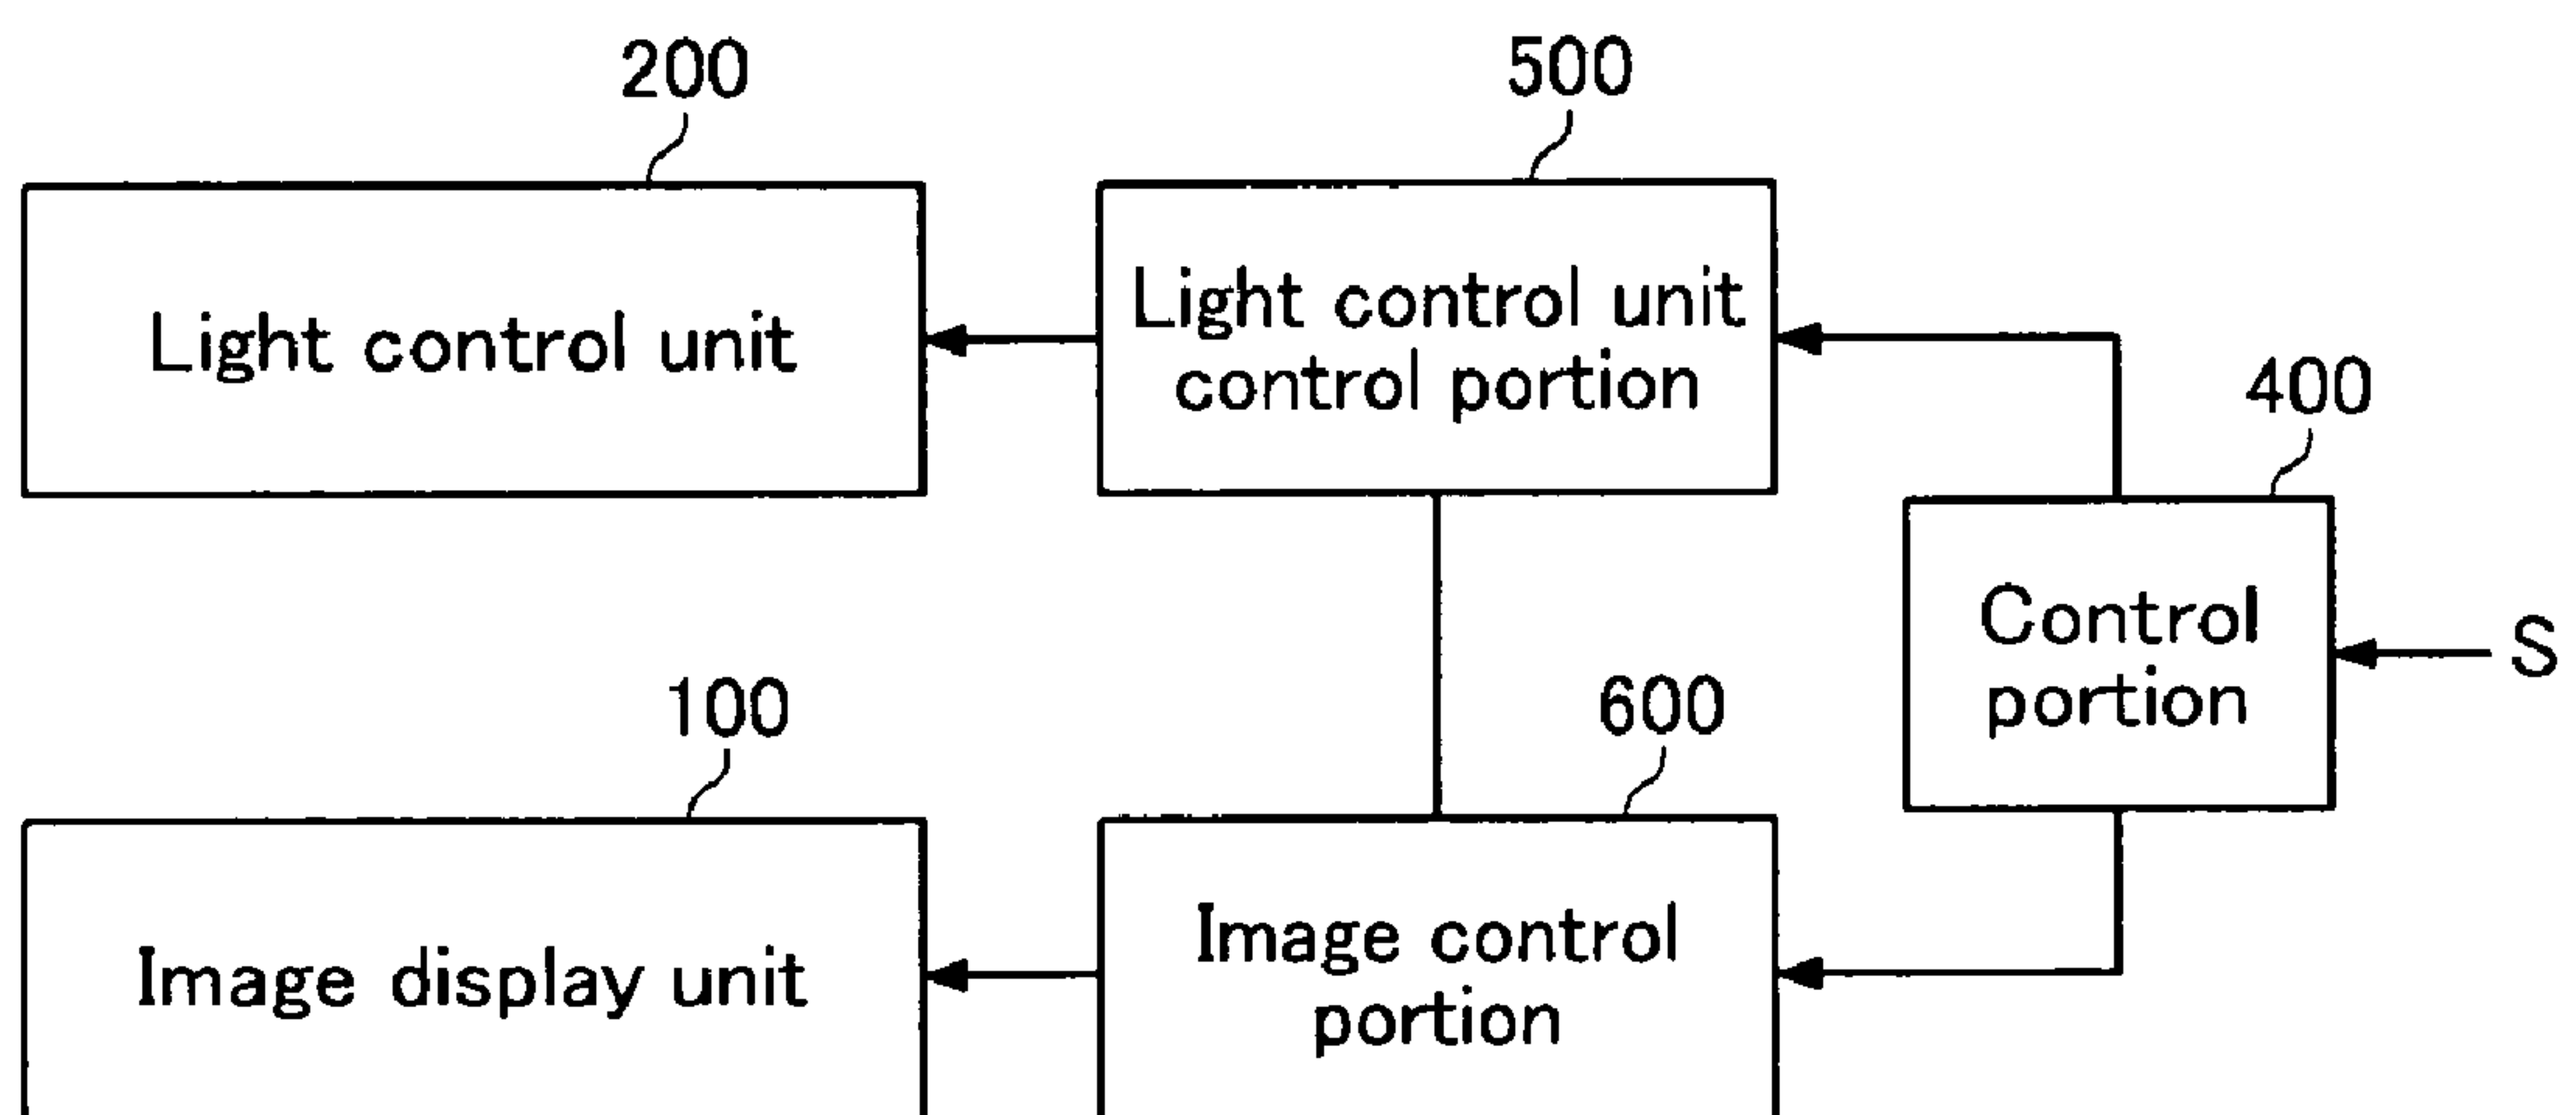 200
500
Light control unit
Light control unit
control portion
400
Control
portion
S
100
600
Image display unit
Image control
portion